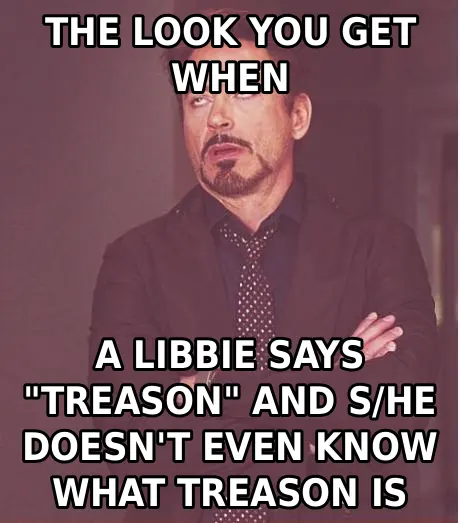 THE LOOK YOU GET
WHEN
A LIBBIE SAYS
"TREASON" AND S/HE
DOESN'T EVEN KNOW
WHAT TREASON IS